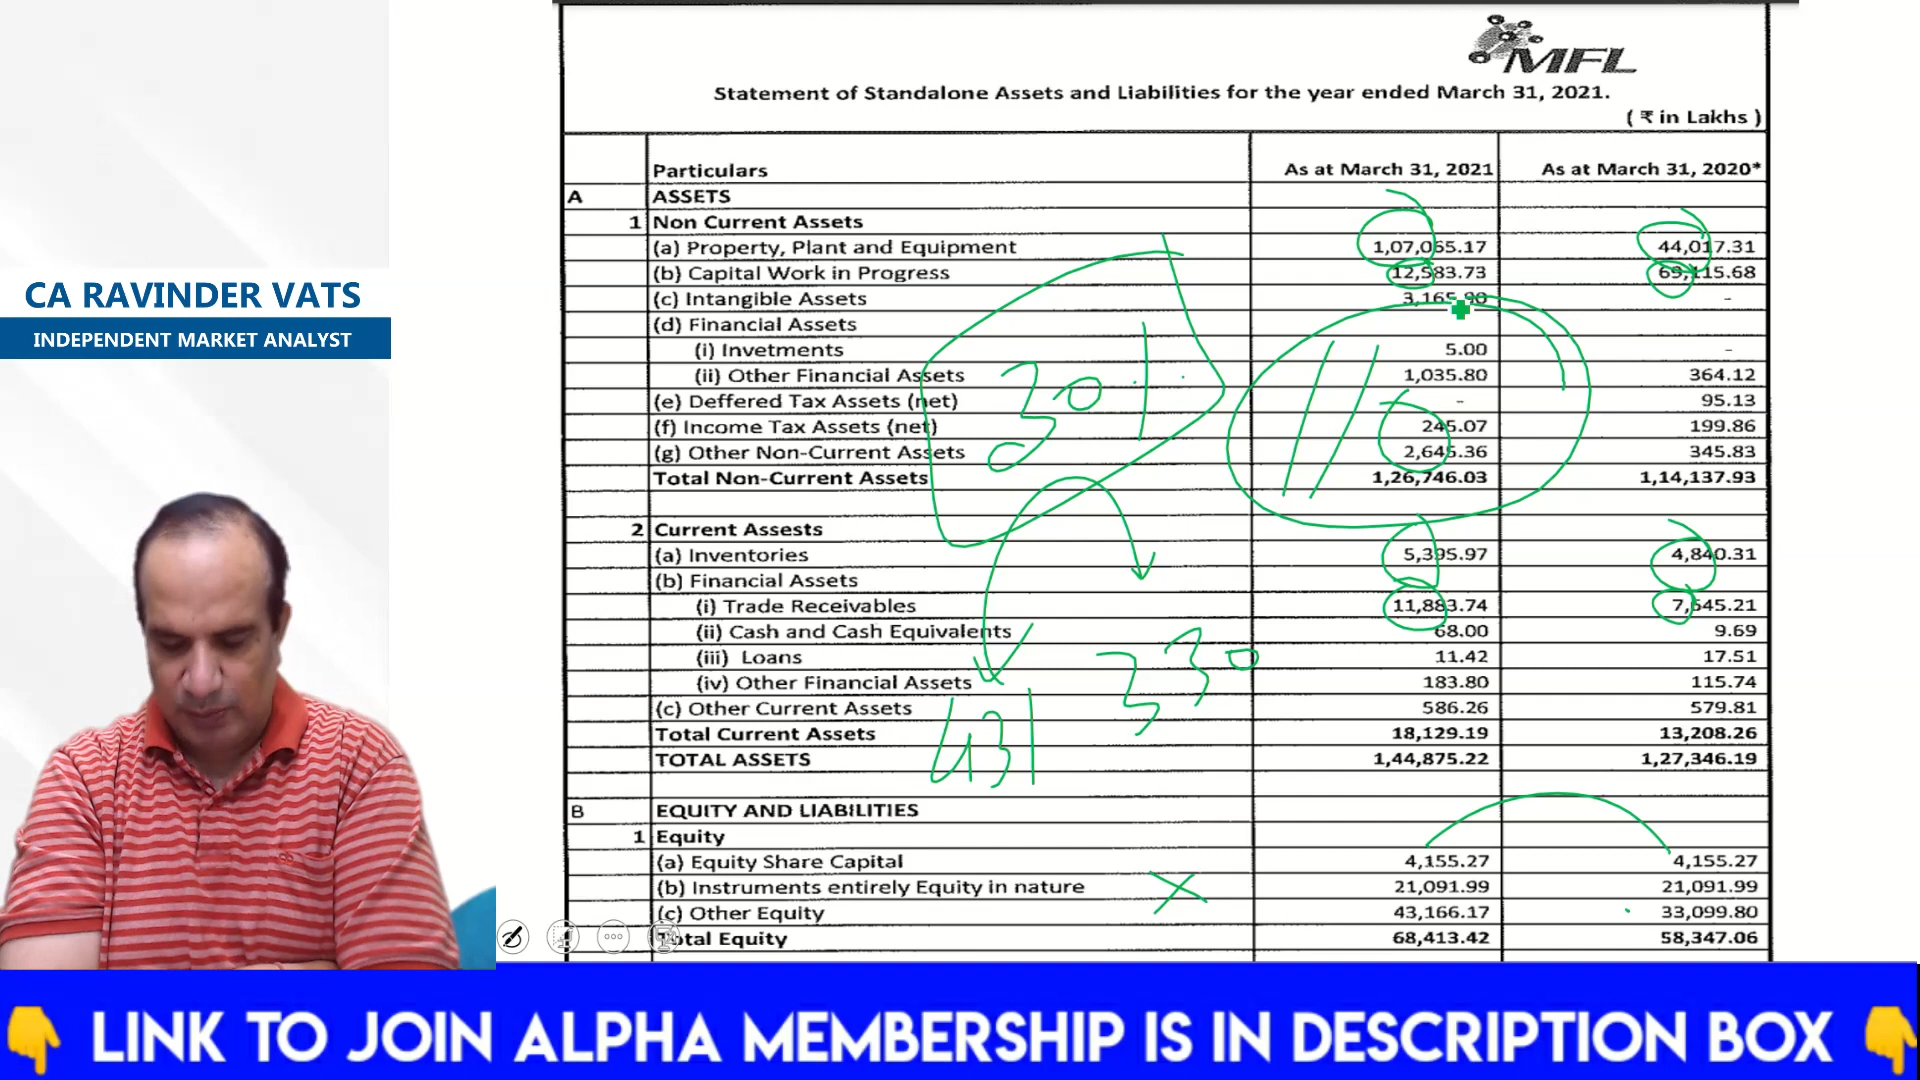 MFL
Statement of Standalone Assets and Liabilities for the year ended March 31, 2021.
( ₹ in Lakhs )
Particulars As at March 31, 2021 As at March 31, 2020*
A ASSETS
1 Non Current Assets
(a) Property, Plant and Equipment 1,07,065.17 44,017.31
(b) Capital Work in Progress 12,583.73 69,115.68
(c) Intangible Assets 3,165.90 -
(d) Financial Assets
(i) Invetments 5.00 -
(ii) Other Financial Assets 1,035.80 364.12
(e) Deffered Tax Assets (net) - 95.13
(f) Income Tax Assets (net) 245.07 199.86
(g) Other Non-Current Assets 2,645.36 345.83
Total Non-Current Assets 1,26,746.03 1,14,137.93
2 Current Assests
(a) Inventories 5,395.97 4,840.31
(b) Financial Assets
(i) Trade Receivables 11,883.74 7,645.21
(ii) Cash and Cash Equivalents 68.00 9.69
(iii) Loans 11.42 17.51
(iv) Other Financial Assets 183.80 115.74
(c) Other Current Assets 586.26 579.81
Total Current Assets 18,129.19 13,208.26
TOTAL ASSETS 1,44,875.22 1,27,346.19
B EQUITY AND LIABILITIES
1 Equity
(a) Equity Share Capital 4,155.27 4,155.27
(b) Instruments entirely Equity in nature 21,091.99 21,091.99
(c) Other Equity 43,166.17 33,099.80
Total Equity 68,413.42 58,347.06
330
431
CA RAVINDER VATS
INDEPENDENT MARKET ANALYST
👇 LINK TO JOIN ALPHA MEMBERSHIP IS IN DESCRIPTION BOX 👇